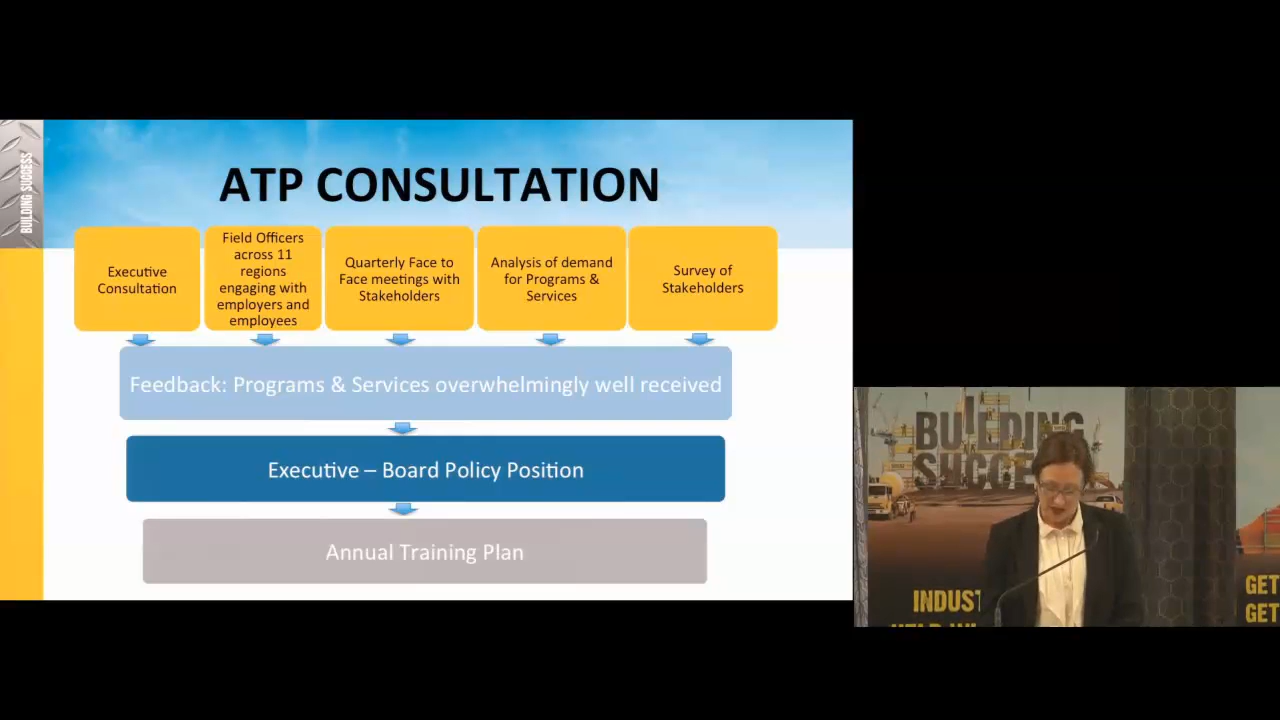 BUILDING SUCCESS
ATP CONSULTATION
Executive
Consultation
Field Officers
across 11
regions
engaging with
employers and
employees
Quarterly Face to
Face meetings with
Stakeholders
Analysis of demand
for Programs &
Services
Survey of
Stakeholders
Feedback: Programs & Services overwhelmingly well received
Executive – Board Policy Position
Annual Training Plan
BUILDING
SUCCE
INDUST
GET
GET